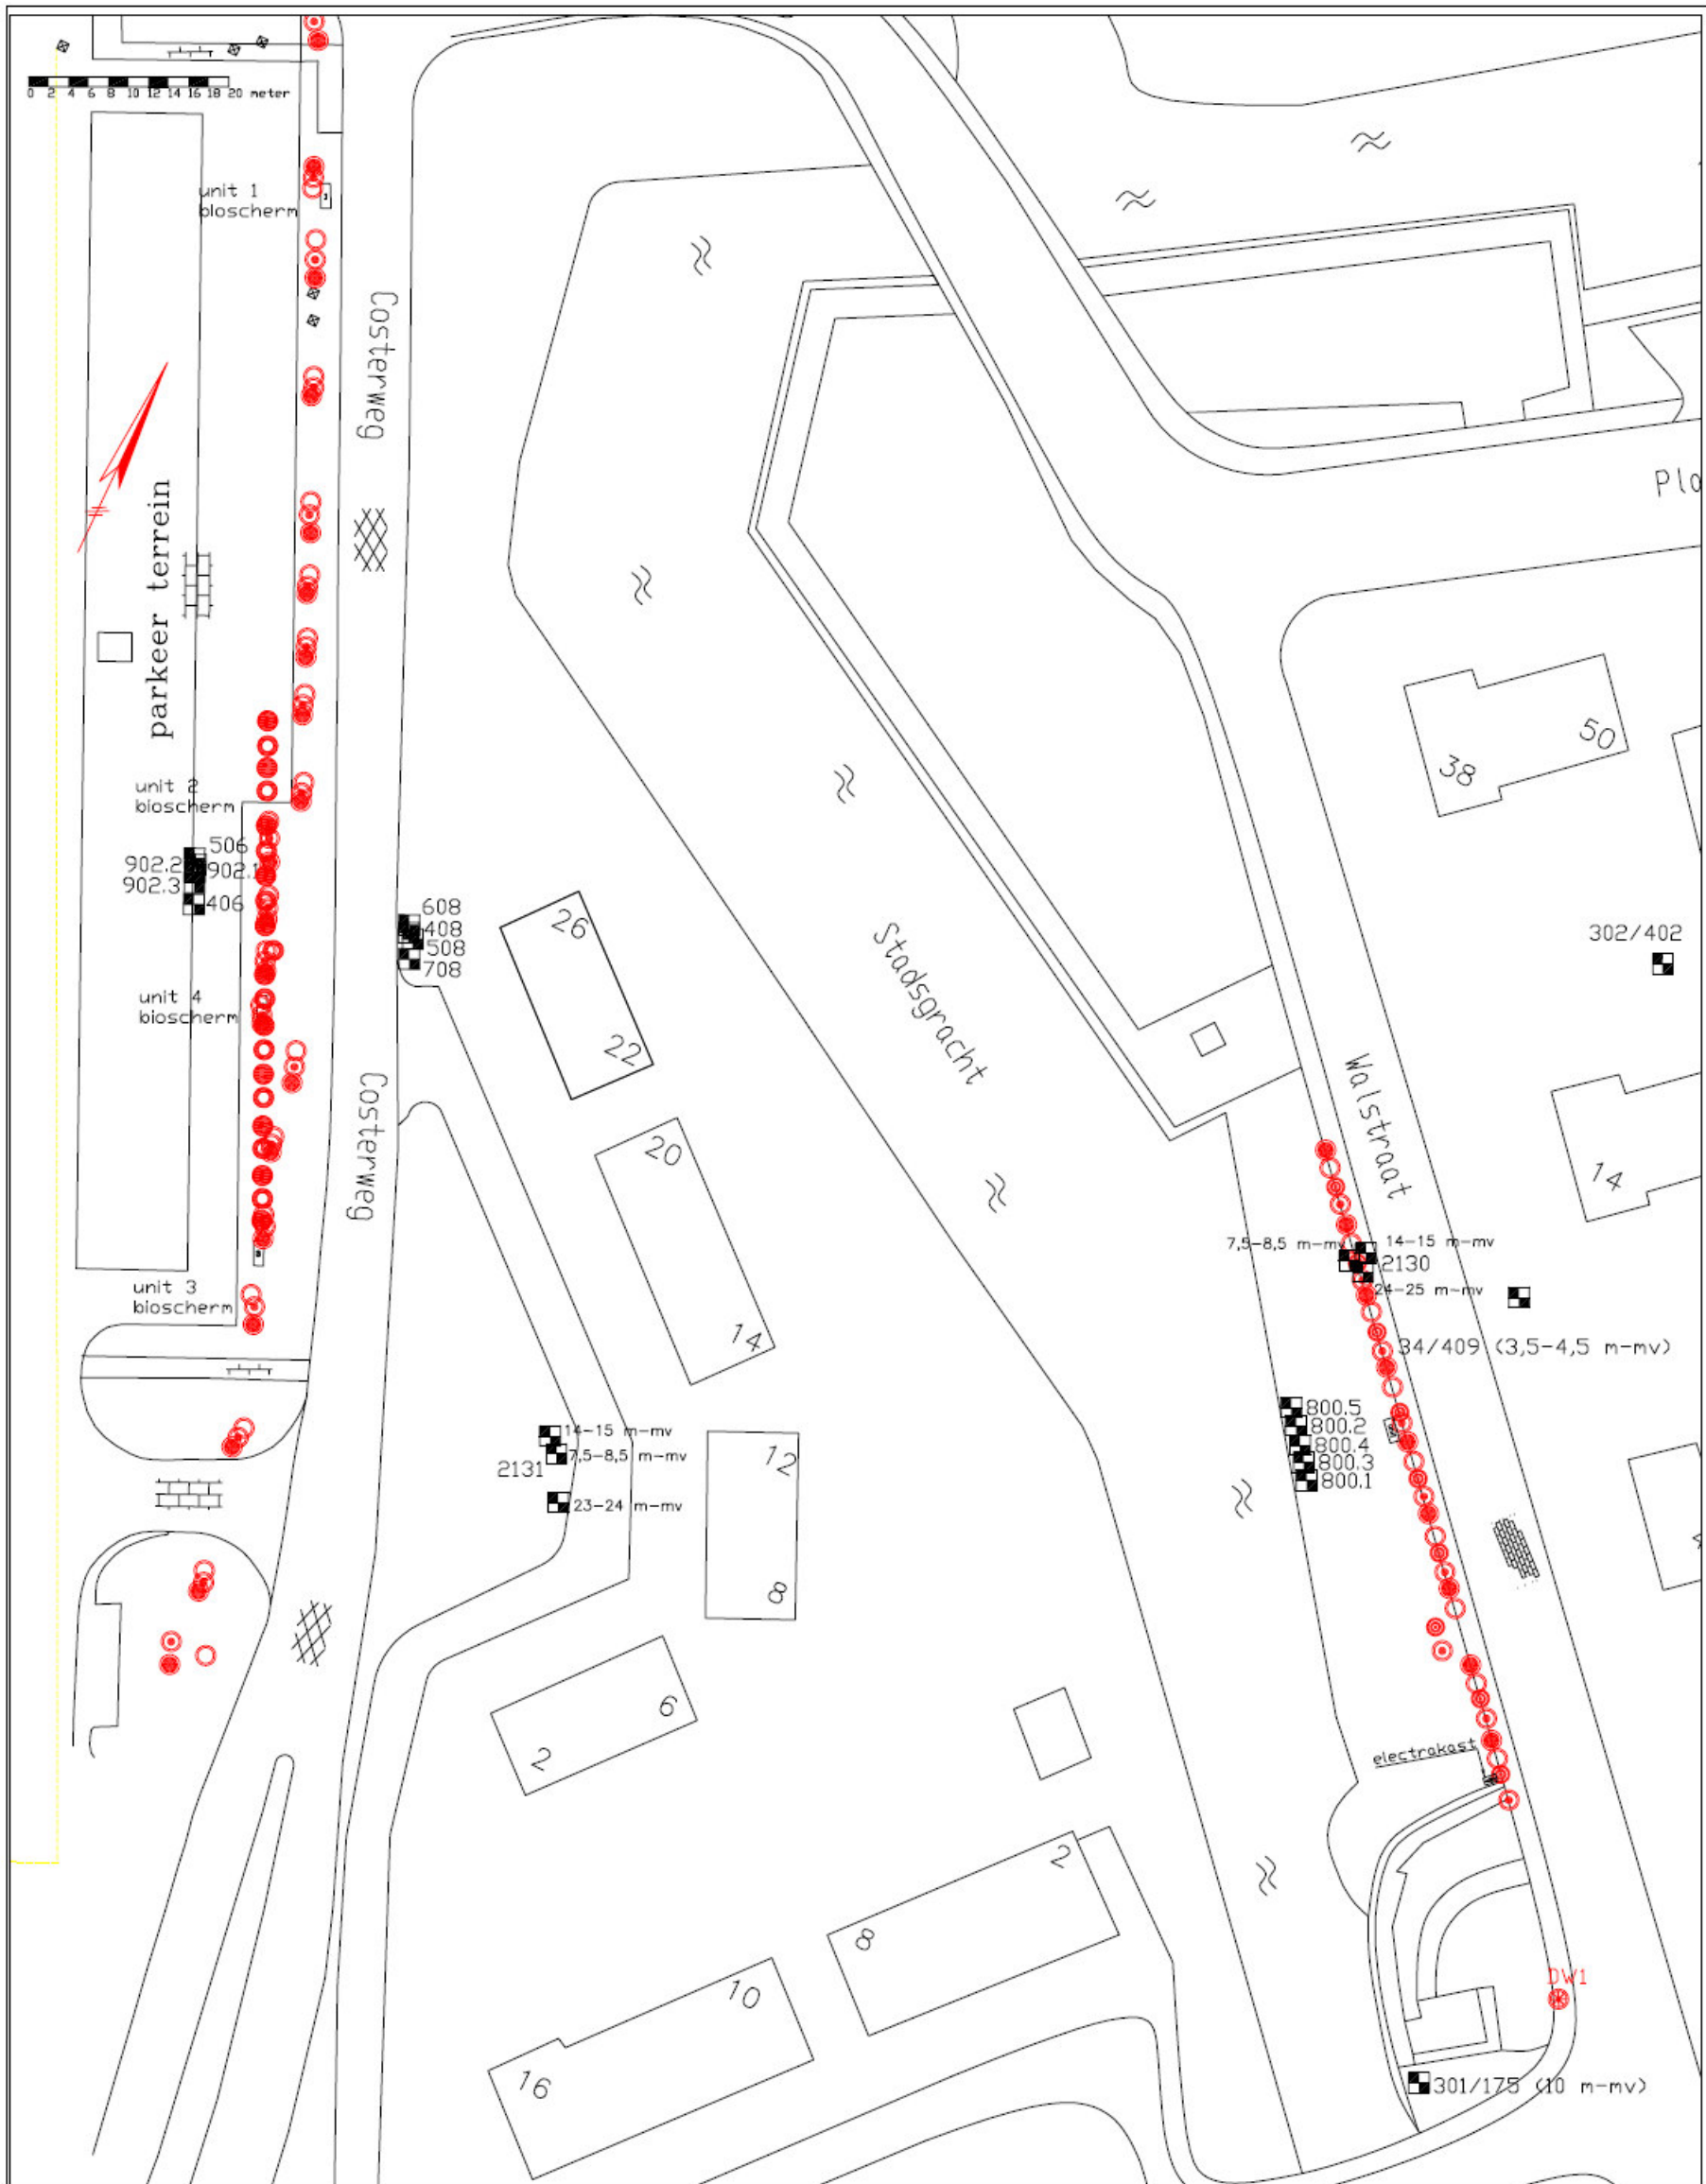 0 2 4 6 8 10 12 14 16 18 20 meter
unit 1
bioscherm
Costerweg
parkeer terrein
Plo
50
38
unit 2
bioscherm
506
902.2
902.1
902.3
406
608
408
508
708
26
22
Stadsgracht
302/402
unit 4
bioscherm
Costerweg
Walstraat
20
14
14
7,5-8,5 m-mv
14-15 m-mv
2130
24-25 m-mv
unit 3
bioscherm
34/409 (3,5-4,5 m-mv)
800.5
800.2
800.4
800.3
800.1
14-15 m-mv
7,5-8,5 m-mv
2131
23-24 m-mv
12
8
6
2
electrokast
2
8
10
16
DW1
301/175 (10 m-mv)